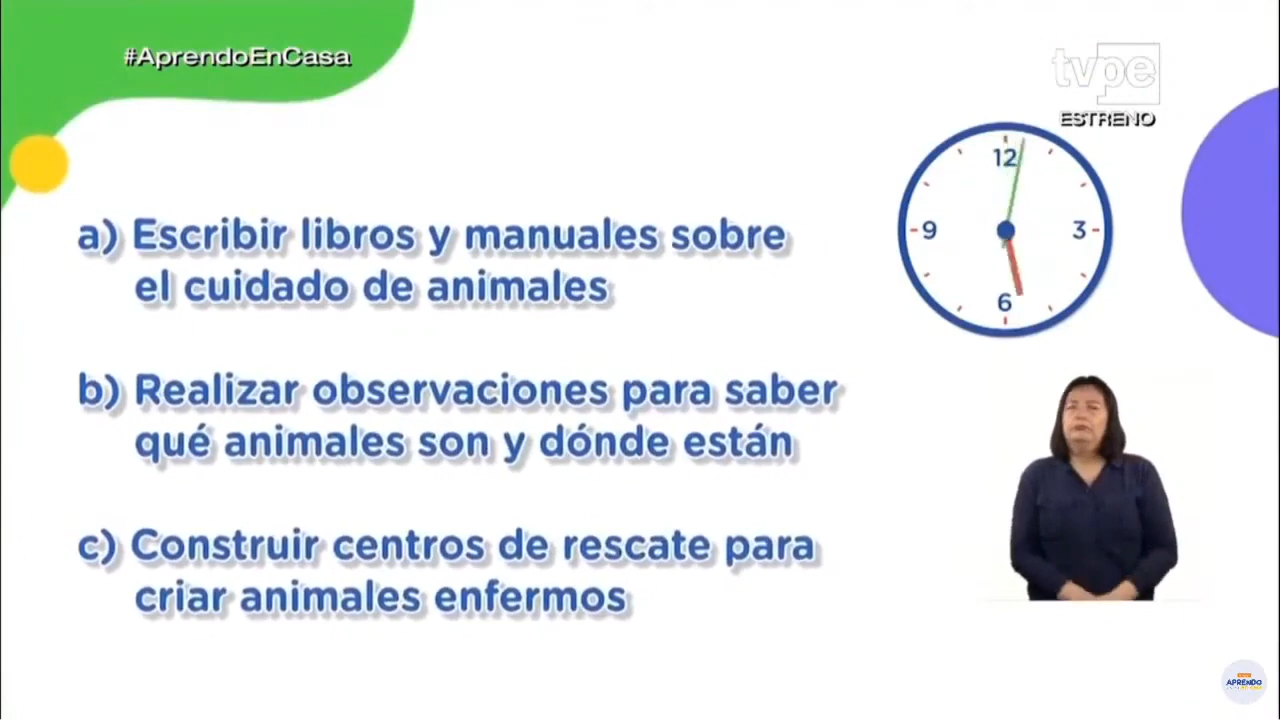 #AprendoEnCasa
tvpe
ESTRENO
12
9
3
6
a) Escribir libros y manuales sobre
el cuidado de animales
b) Realizar observaciones para saber
qué animales son y dónde están
c) Construir centros de rescate para
criar animales enfermos
APRENDO